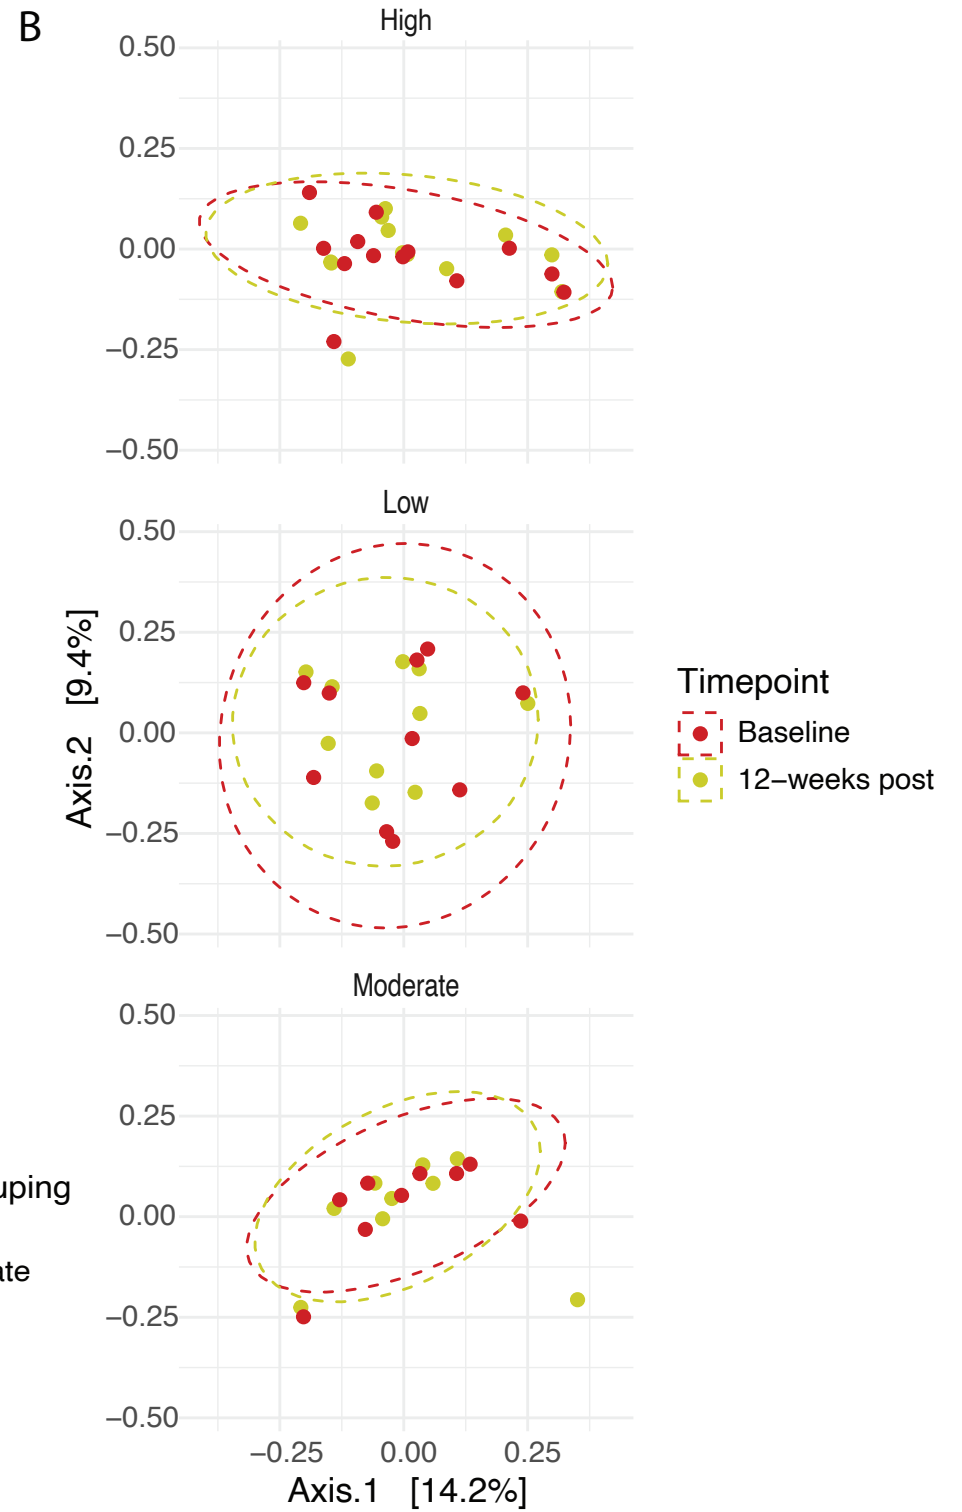 B
High
0.50
0.25
0.00
−0.25
−0.50
Low
0.50
0.25
0.00
−0.25
−0.50
Axis.2 [9.4%]
Timepoint
Baseline
12−weeks post
Moderate
0.50
0.25
0.00
−0.25
−0.50
uping
ate
−0.25 0.00 0.25
Axis.1 [14.2%]